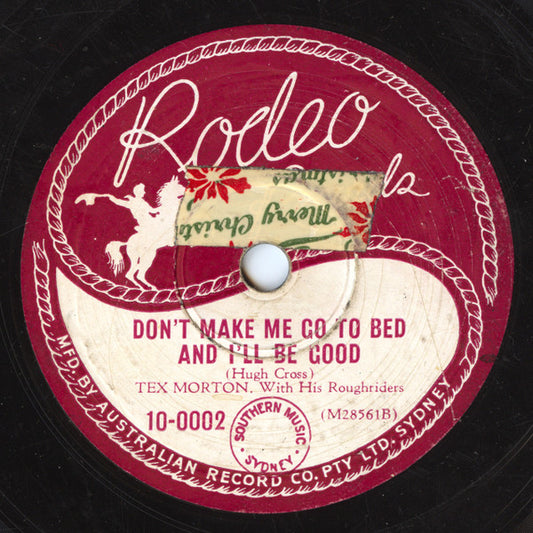 Rodeo
Merry Christ
DON'T MAKE ME GO TO BED
AND I'LL BE GOOD
(Hugh Cross)
TEX MORTON, With His Roughriders
10-0002
(M28561B)
SOUTHERN MUSIC
• SYDNEY •
MFD. BY AUSTRALIAN RECORD CO. PTY LTD. SYDNEY